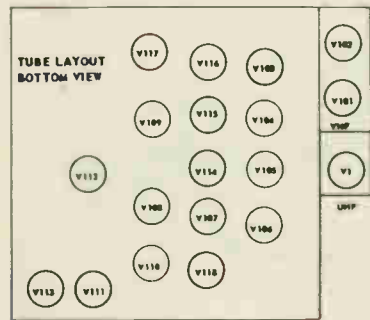 TUBE LAYOUT
BOTTOM VIEW
V117
V116
V103
V102
V101
V109
V115
V104
VHF
V112
V114
V105
V1
UHF
V108
V107
V106
V110
V118
V113
V111